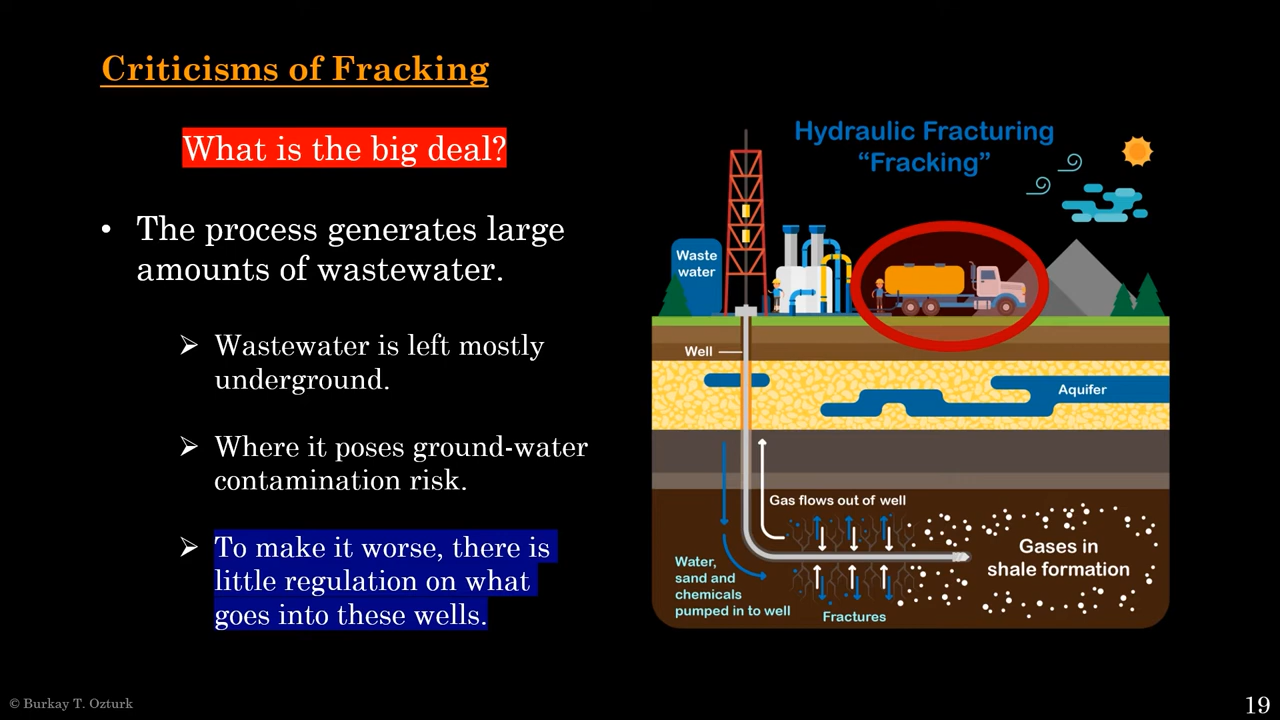 Criticisms of Fracking
What is the big deal?
• The process generates large
amounts of wastewater.
➢ Wastewater is left mostly
underground.
➢ Where it poses ground-water
contamination risk.
➢ To make it worse, there is
little regulation on what
goes into these wells.
Hydraulic Fracturing
“Fracking”
Waste
water
Well
Aquifer
Gas flows out of well
Gases in
shale formation
Water,
sand and
chemicals
pumped in to well
Fractures
© Burkay T. Ozturk
19